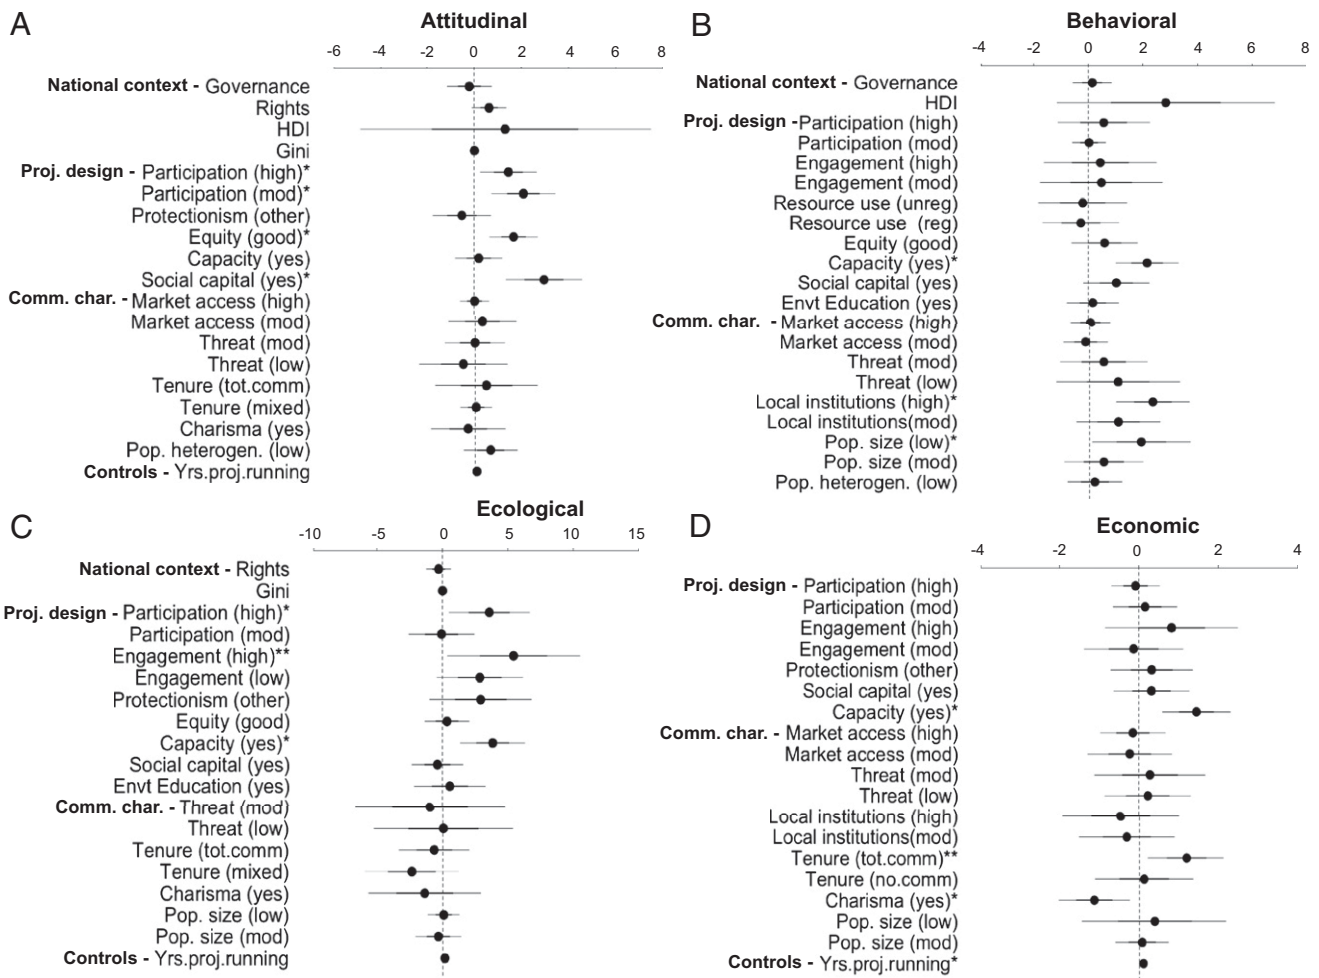 A
Attitudinal
-6 -4 -2 0 2 4 6 8
National context - Governance
Rights
HDI
Gini
Proj. design - Participation (high)*
Participation (mod)*
Protectionism (other)
Equity (good)*
Capacity (yes)
Social capital (yes)*
Comm. char. - Market access (high)
Market access (mod)
Threat (mod)
Threat (low)
Tenure (tot.comm)
Tenure (mixed)
Charisma (yes)
Pop. heterogen. (low)
Controls - Yrs.proj.running
B
Behavioral
-4 -2 0 2 4 6 8
National context - Governance
HDI
Proj. design -Participation (high)
Participation (mod)
Engagement (high)
Engagement (mod)
Resource use (unreg)
Resource use (reg)
Equity (good)
Capacity (yes)*
Social capital (yes)
Envt Education (yes)
Comm. char. - Market access (high)
Market access (mod)
Threat (mod)
Threat (low)
Local institutions (high)*
Local institutions(mod)
Pop. size (low)*
Pop. size (mod)
Pop. heterogen. (low)
C
Ecological
-10 -5 0 5 10 15
National context - Rights
Gini
Proj. design - Participation (high)*
Participation (mod)
Engagement (high)**
Engagement (low)
Protectionism (other)
Equity (good)
Capacity (yes)*
Social capital (yes)
Envt Education (yes)
Comm. char. - Threat (mod)
Threat (low)
Tenure (tot.comm)
Tenure (mixed)
Charisma (yes)
Pop. size (low)
Pop. size (mod)
Controls - Yrs.proj.running
D
Economic
-4 -2 0 2 4
Proj. design - Participation (high)
Participation (mod)
Engagement (high)
Engagement (mod)
Protectionism (other)
Social capital (yes)
Capacity (yes)*
Comm. char. - Market access (high)
Market access (mod)
Threat (mod)
Threat (low)
Local institutions (high)
Local institutions(mod)
Tenure (tot.comm)**
Tenure (no.comm)
Charisma (yes)*
Pop. size (low)
Pop. size (mod)
Controls - Yrs.proj.running*